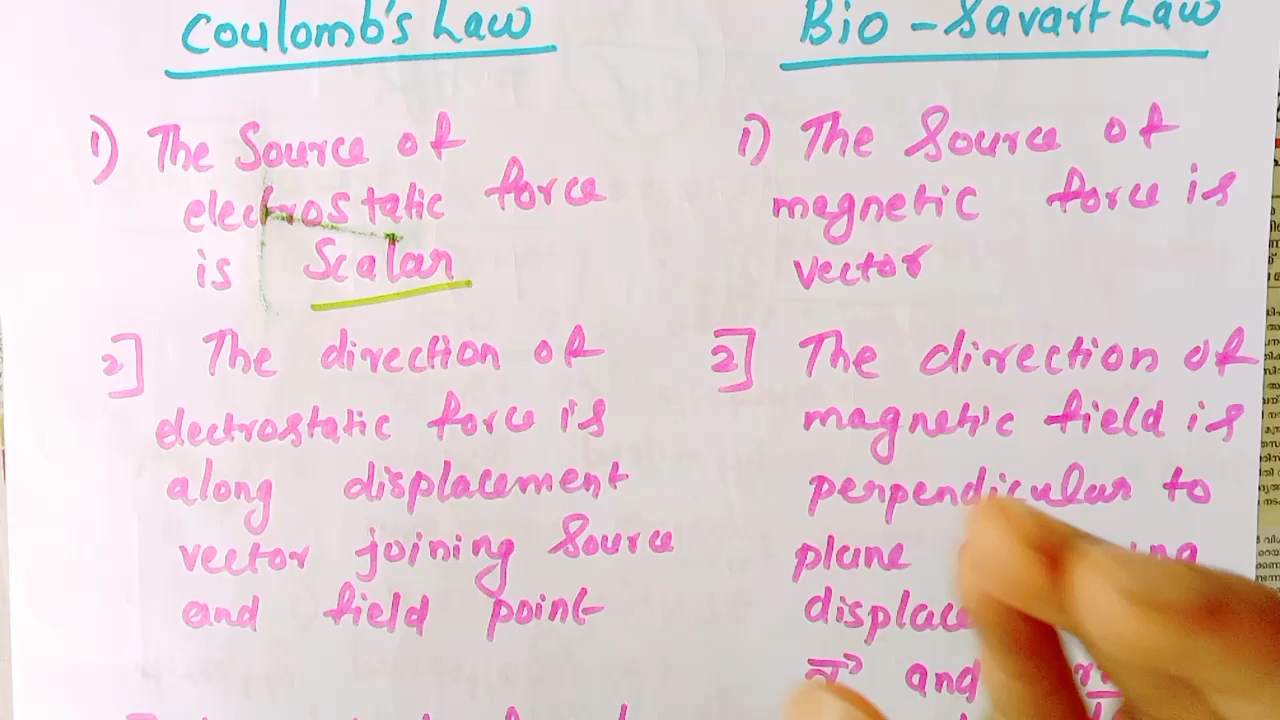 Coulomb's Law
1) The Source of
electrostatic force
is Scalar
2] The direction of
electrostatic force is
along displacement
vector joining Source
and field point
Bio - Savart Law
1) The Source of
magnetic force is
vector
2] The direction of
magnetic field is
perpendicular to
plane
and